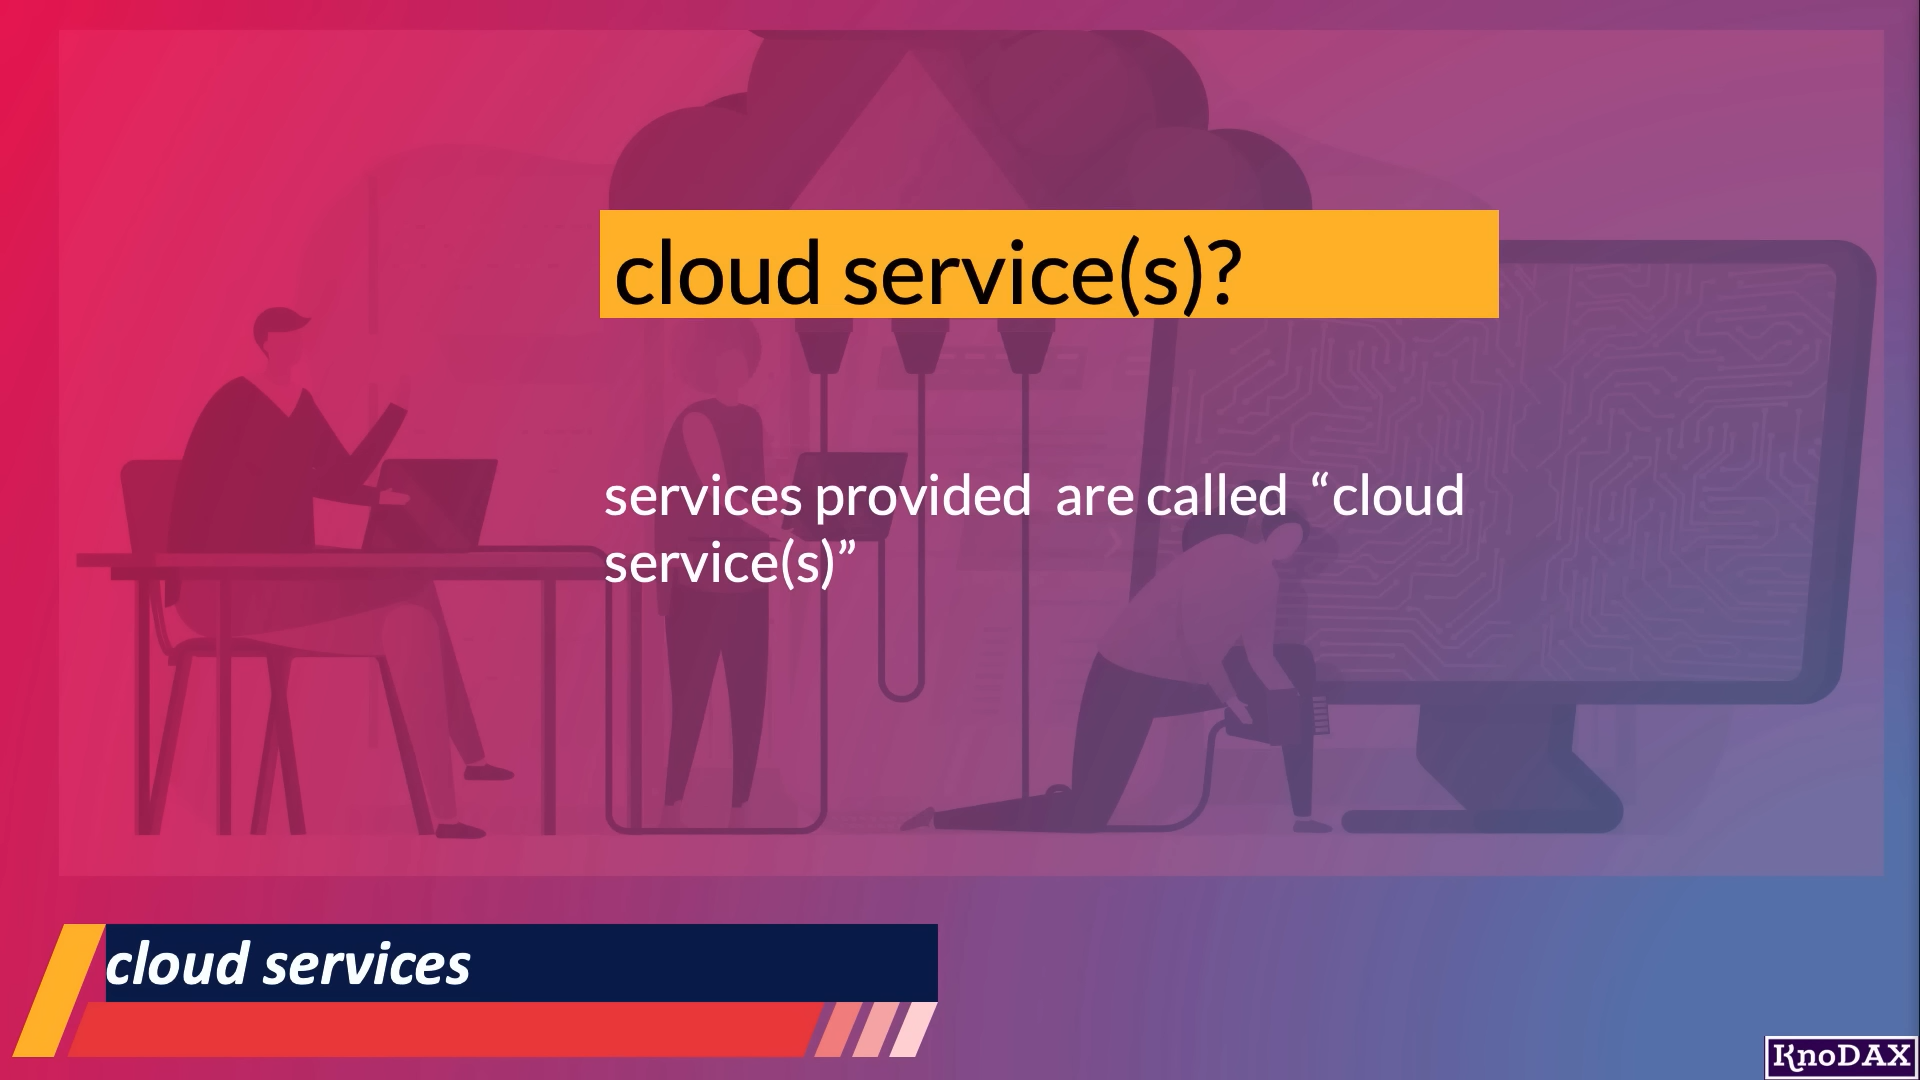 cloud service(s)?
services provided  are called  “cloud
service(s)”
cloud services
KnoDAX